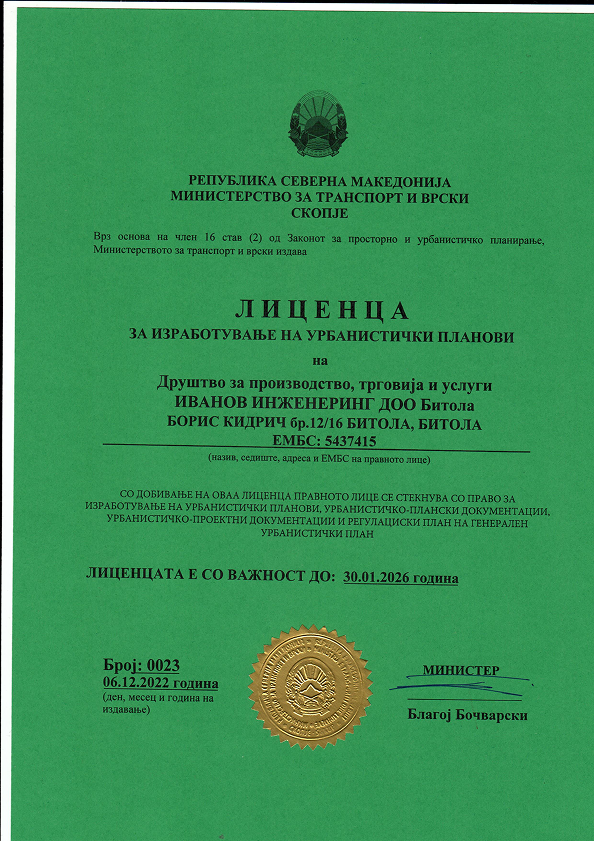 РЕПУБЛИКА СЕВЕРНА МАКЕДОНИЈА
МИНИСТЕРСТВО ЗА ТРАНСПОРТ И ВРСКИ
СКОПЈЕ
Врз основа на член 16 став (2) од Законот за просторно и урбанистичко планирање,
Министерството за транспорт и врски издава
ЛИЦЕНЦА
ЗА ИЗРАБОТУВАЊЕ НА УРБАНИСТИЧКИ ПЛАНОВИ
на
Друштво за производство, трговија и услуги
ИВАНОВ ИНЖЕНЕРИНГ ДОО Битола
БОРИС КИДРИЧ бр.12/16 БИТОЛА, БИТОЛА
ЕМБС: 5437415
(назив, седиште, адреса и ЕМБС на правното лице)
СО ДОБИВАЊЕ НА ОВАА ЛИЦЕНЦА ПРАВНОТО ЛИЦЕ СЕ СТЕКНУВА СО ПРАВО ЗА
ИЗРАБОТУВАЊЕ НА УРБАНИСТИЧКИ ПЛАНОВИ, УРБАНИСТИЧКО-ПЛАНСКИ ДОКУМЕНТАЦИИ,
УРБАНИСТИЧКО-ПРОЕКТНИ ДОКУМЕНТАЦИИ И РЕГУЛАЦИСКИ ПЛАН НА ГЕНЕРАЛЕН
УРБАНИСТИЧКИ ПЛАН
ЛИЦЕНЦАТА Е СО ВАЖНОСТ ДО: 30.01.2026 година
Број: 0023
06.12.2022 година
(ден, месец и година на
издавање)
МИНИСТЕР
Благој Бочварски